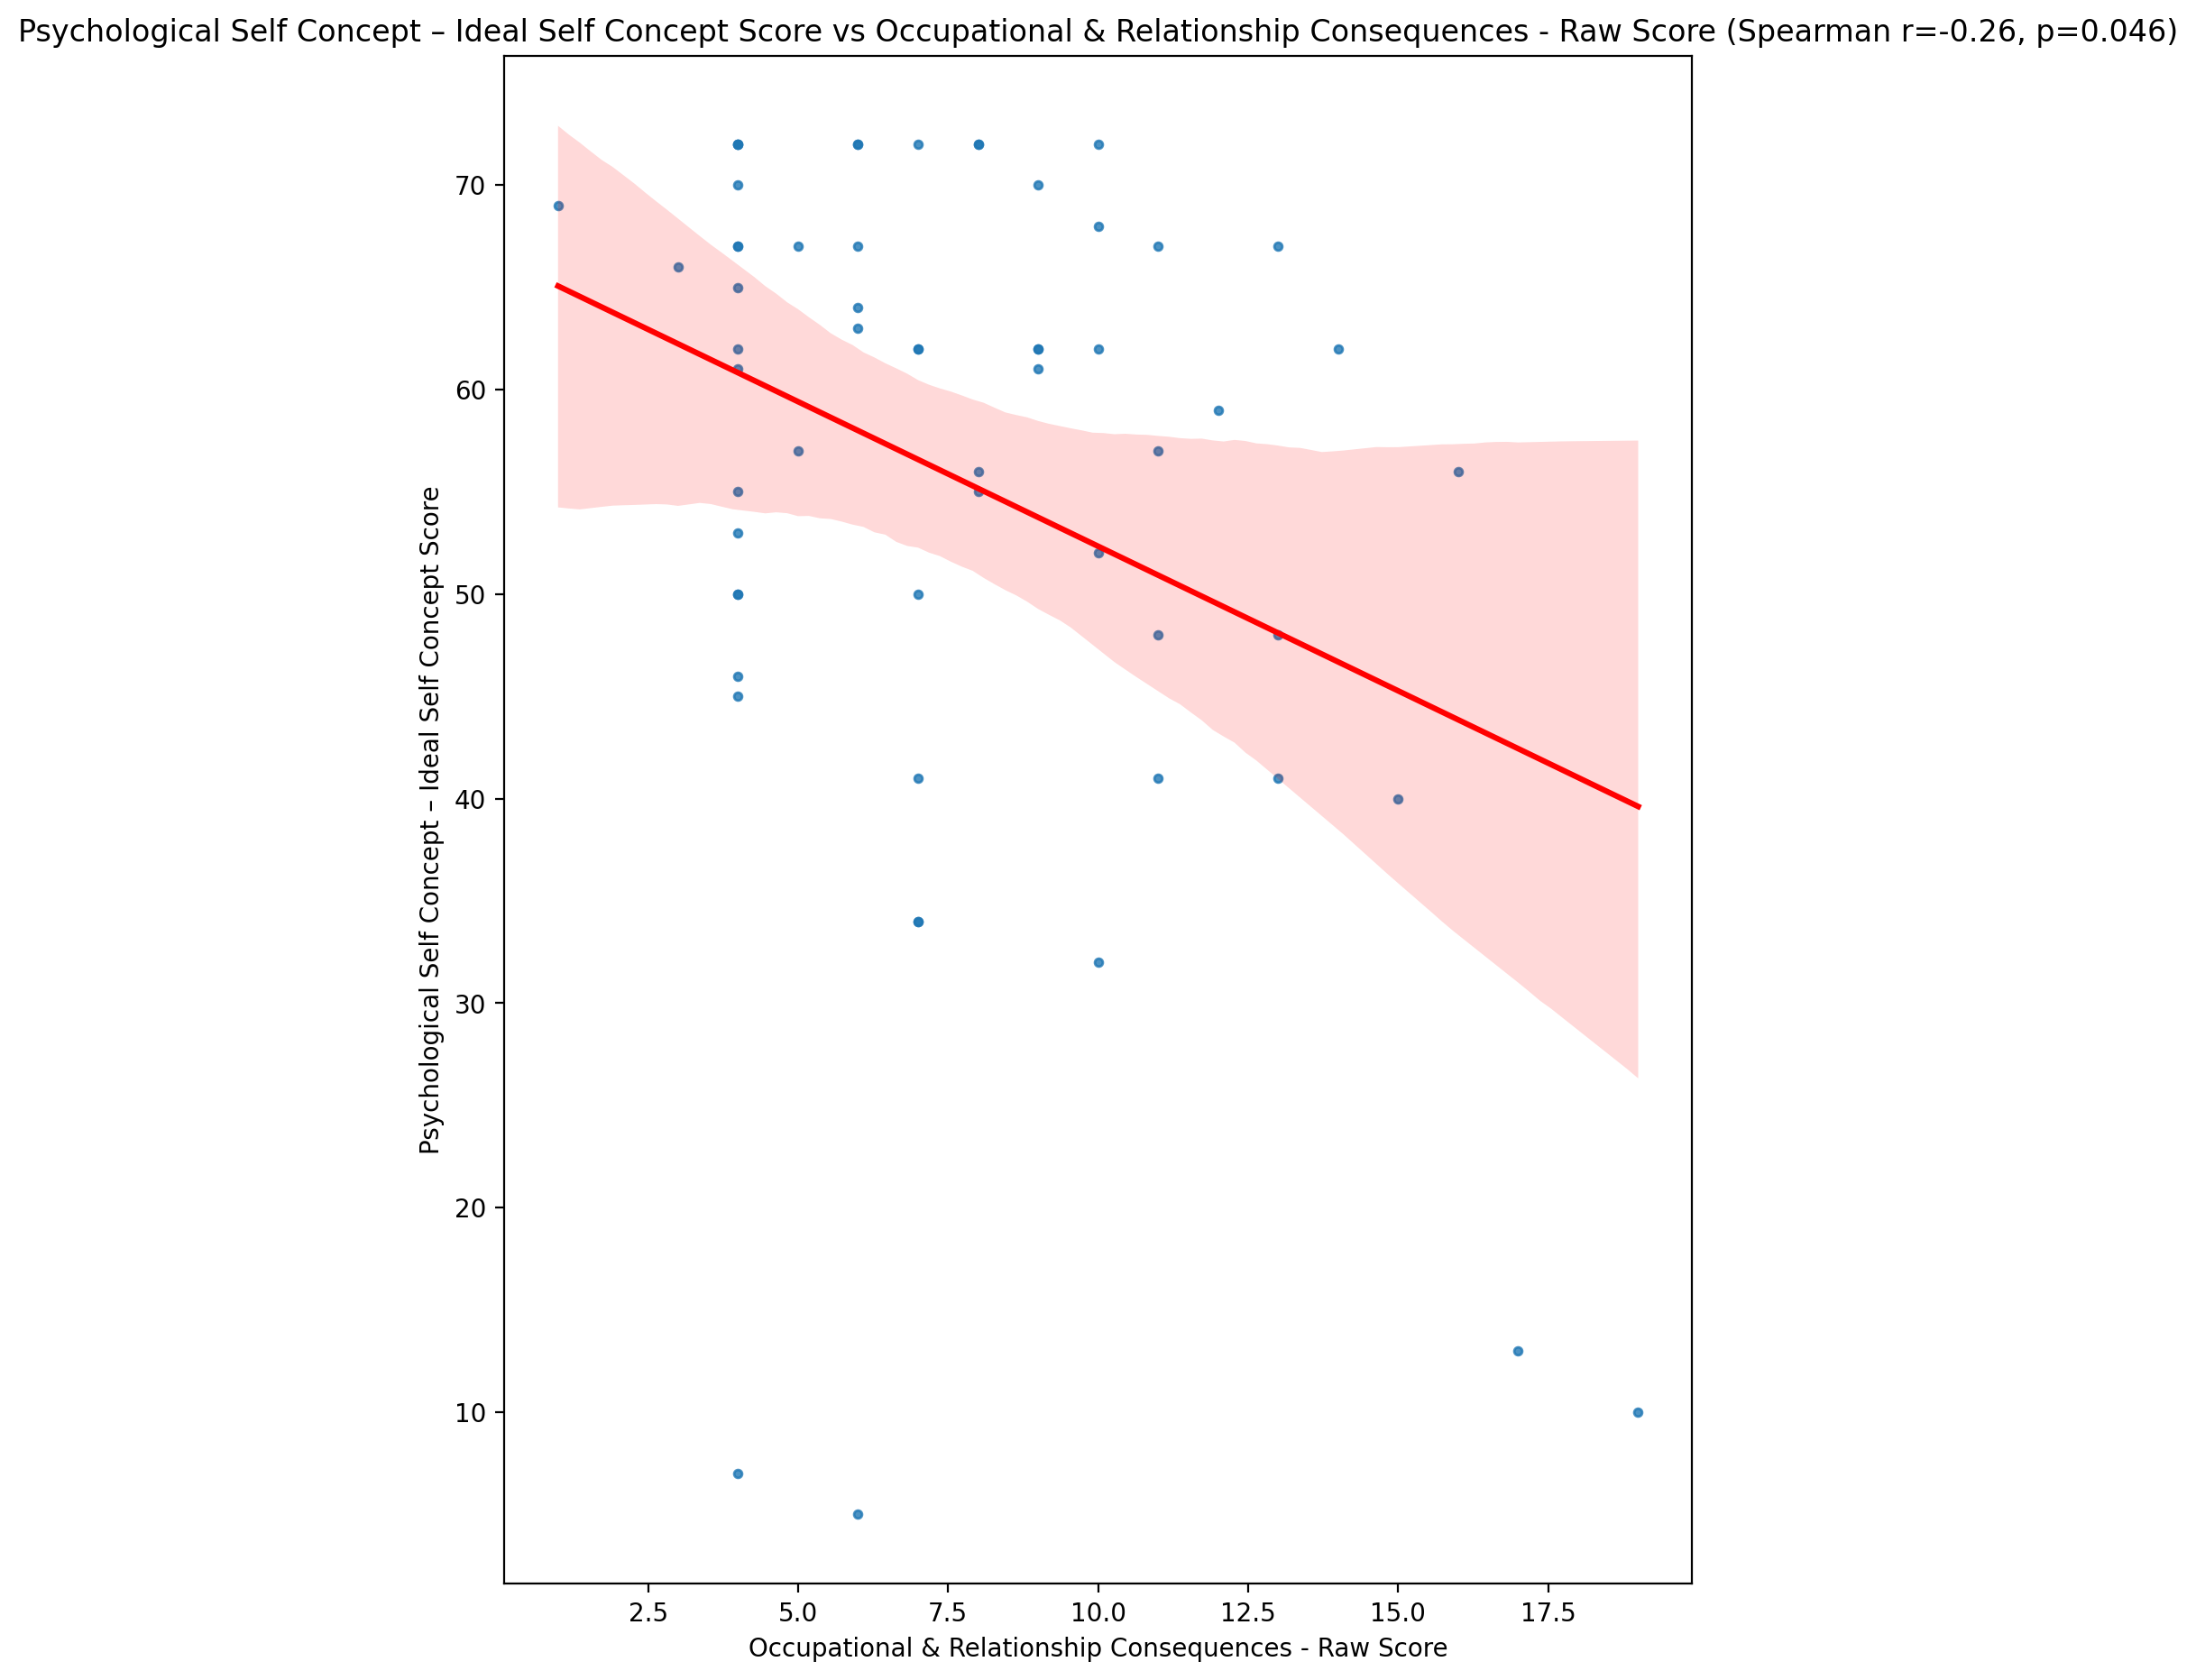 Psychological Self Concept – Ideal Self Concept Score vs Occupational & Relationship Consequences - Raw Score (Spearman r=-0.26, p=0.046)
Psychological Self Concept – Ideal Self Concept Score
70
60
50
40
30
20
10
2.5 5.0 7.5 10.0 12.5 15.0 17.5
Occupational & Relationship Consequences - Raw Score